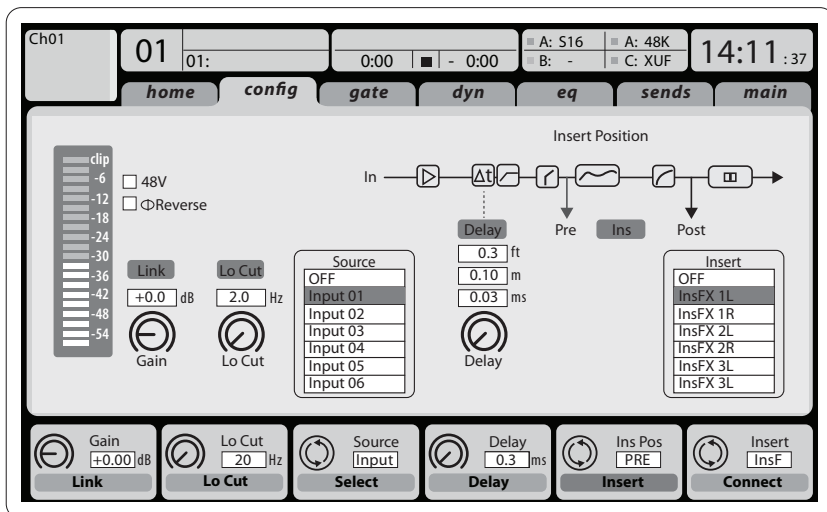 Ch01
01
01:
0:00
- 0:00
A: S16
B: -
A: 48K
C: XUF
14:11 :37
home
config
gate
dyn
eq
sends
main
clip
-6
-12
-18
-24
-30
-36
-42
-48
-54
48V
ΦReverse
Link
+0.0 dB
Gain
Lo Cut
2.0 Hz
Lo Cut
Source
OFF
Input 01
Input 02
Input 03
Input 04
Input 05
Input 06
Insert Position
In
Δt
Delay
0.3 ft
0.10 m
0.03 ms
Delay
Pre
Ins
Post
Insert
OFF
InsFX 1L
InsFX 1R
InsFX 2L
InsFX 2R
InsFX 3L
InsFX 3L
Gain
+0.00 dB
Link
Lo Cut
20 Hz
Lo Cut
Source
Input
Select
Delay
0.3 ms
Delay
Ins Pos
PRE
Insert
Insert
InsF
Connect